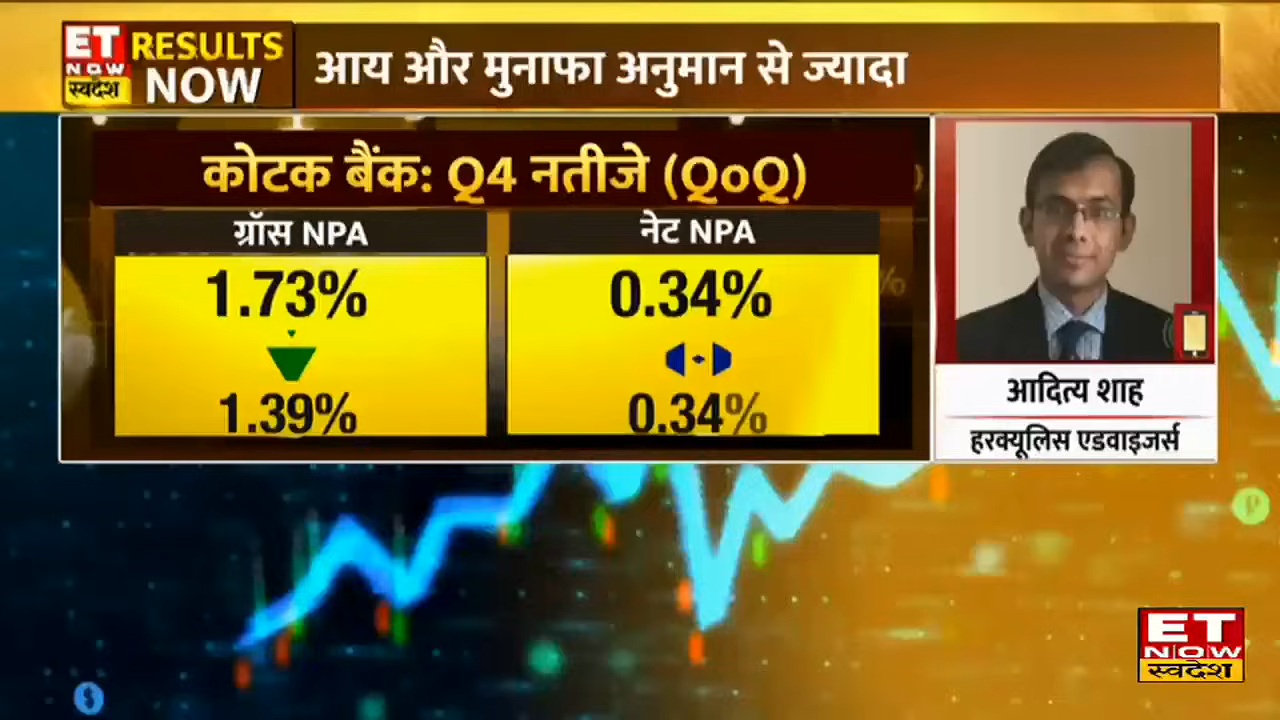 ET
NOW
स्वदेश
RESULTS
NOW
आय और मुनाफा अनुमान से ज्यादा
कोटक बैंक: Q4 नतीजे (QoQ)
ग्रॉस NPA
नेट NPA
1.73%
0.34%
1.39%
0.34%
आदित्य शाह
हरक्यूलिस एडवाइजर्स
ET
NOW
स्वदेश